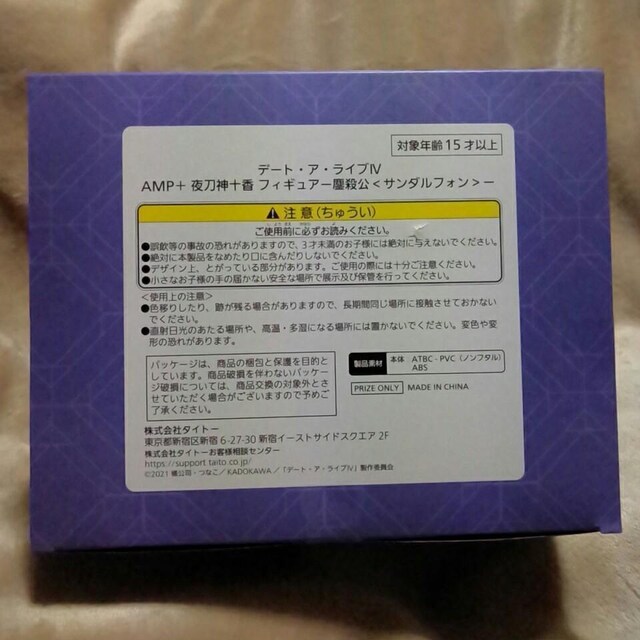 対象年齢15才以上
デート・ア・ライブⅣ
AMP+ 夜刀神十香 フィギュアー鏖殺公<サンダルフォン>ー
⚠注意(ちゅうい)
ご使用前に必ずお読みください。
●誤飲等の事故の恐れがありますので、3才未満のお子様には絶対に与えないでください。
●絶対に本製品をなめたり口に含んだりしないでください。
●デザイン上、とがっている部分があります。ご使用の際には十分ご注意ください。
●小さなお子様の手の届かない安全な場所で展示及び保管を行ってください。
<使用上の注意>
●色移りしたり、跡が残る場合がありますので、長期間同じ場所に接触させておかない
でください。
●直射日光のあたる場所や、高温・多湿になる場所には置かないでください。変色や変
形の恐れがあります。
パッケージは、商品の梱包と保護を目的と
しています。商品破損を伴わないパッケー
ジ破損については、商品交換の対象外とさ
せていただく場合がございますので予めご
了承ください。
製品素材 本体 ATBC-PVC(ノンフタル)
ABS
PRIZE ONLY MADE IN CHINA
株式会社タイトー
東京都新宿区新宿 6-27-30 新宿イーストサイドスクエア 2F
株式会社タイトーお客様相談センター
https://support.taito.co.jp/
©2021 橘公司・つなこ/KADOKAWA/「デート・ア・ライブⅣ」製作委員会